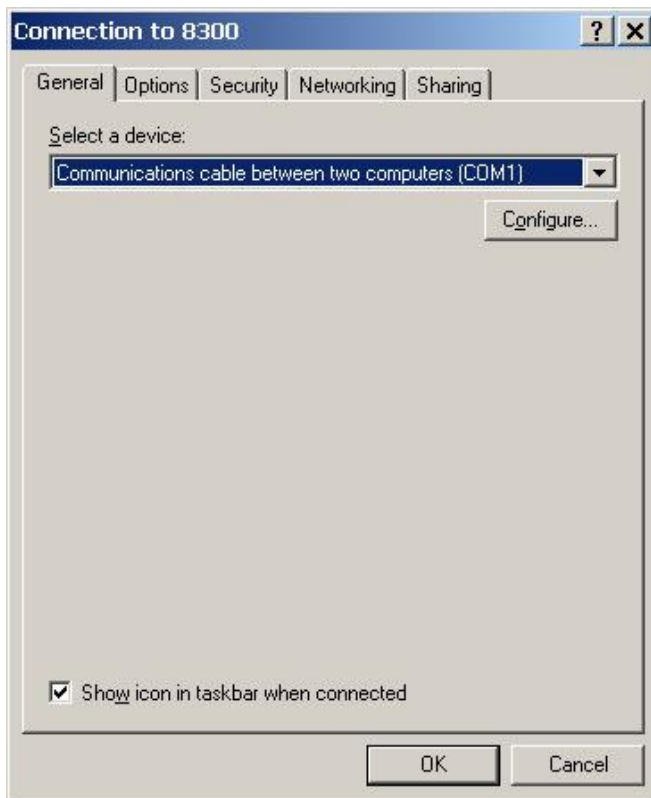 Connection to 8300
General Options Security Networking Sharing
Select a device:
Communications cable between two computers (COM1)
Configure...
Show icon in taskbar when connected
OK Cancel